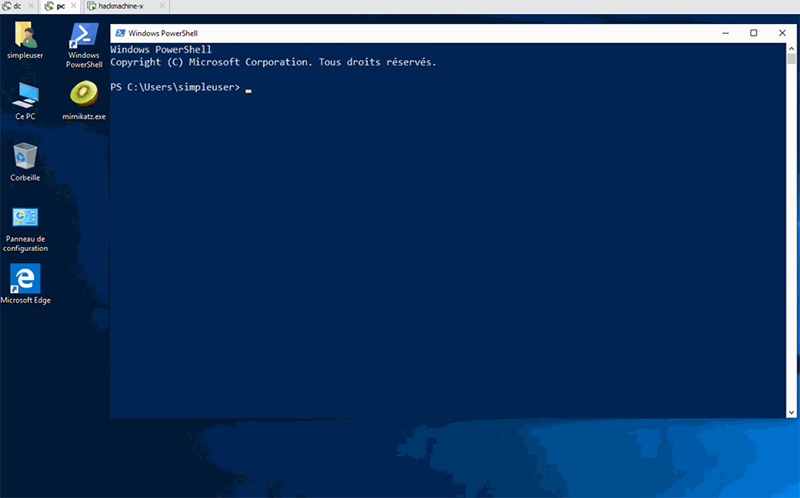 dc
pc
hackmachine-x
simpleuser
Windows
PowerShell
Ce PC
mimikatz.exe
Corbeille
Panneau de
configuration
Microsoft Edge
Windows PowerShell
Windows PowerShell
Copyright (C) Microsoft Corporation. Tous droits réservés.
PS C:\Users\simpleuser>